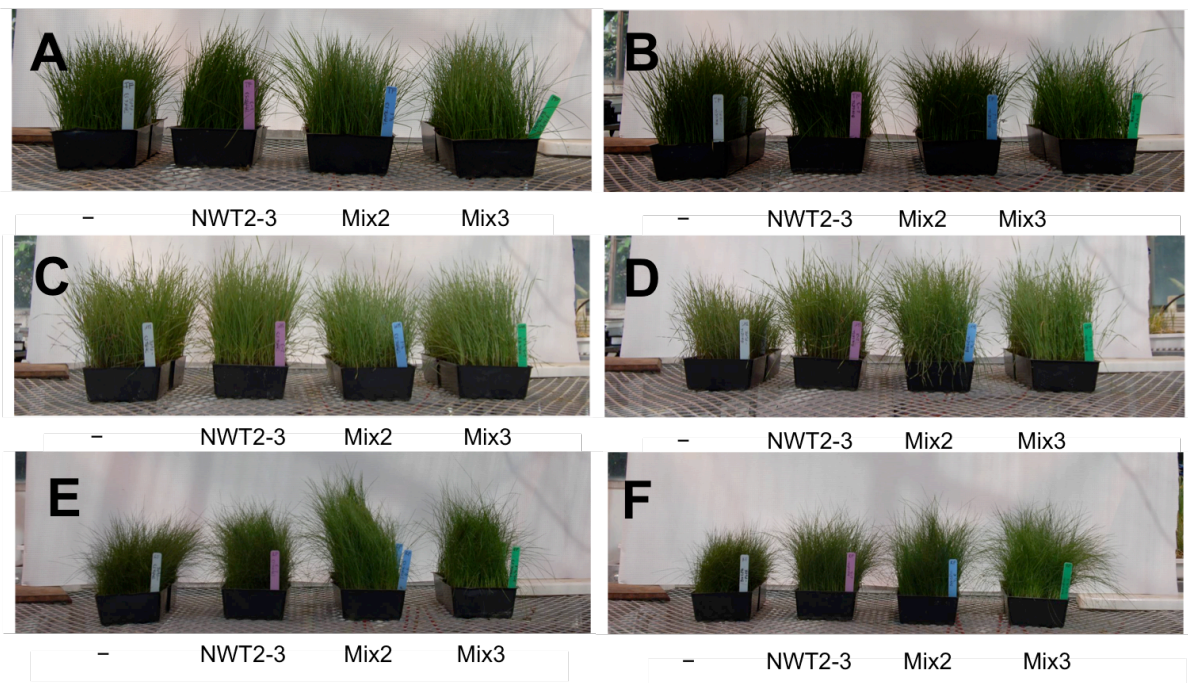 A
B
– NWT2-3 Mix2 Mix3
– NWT2-3 Mix2 Mix3
C
D
– NWT2-3 Mix2 Mix3
– NWT2-3 Mix2 Mix3
E
F
– NWT2-3 Mix2 Mix3
– NWT2-3 Mix2 Mix3